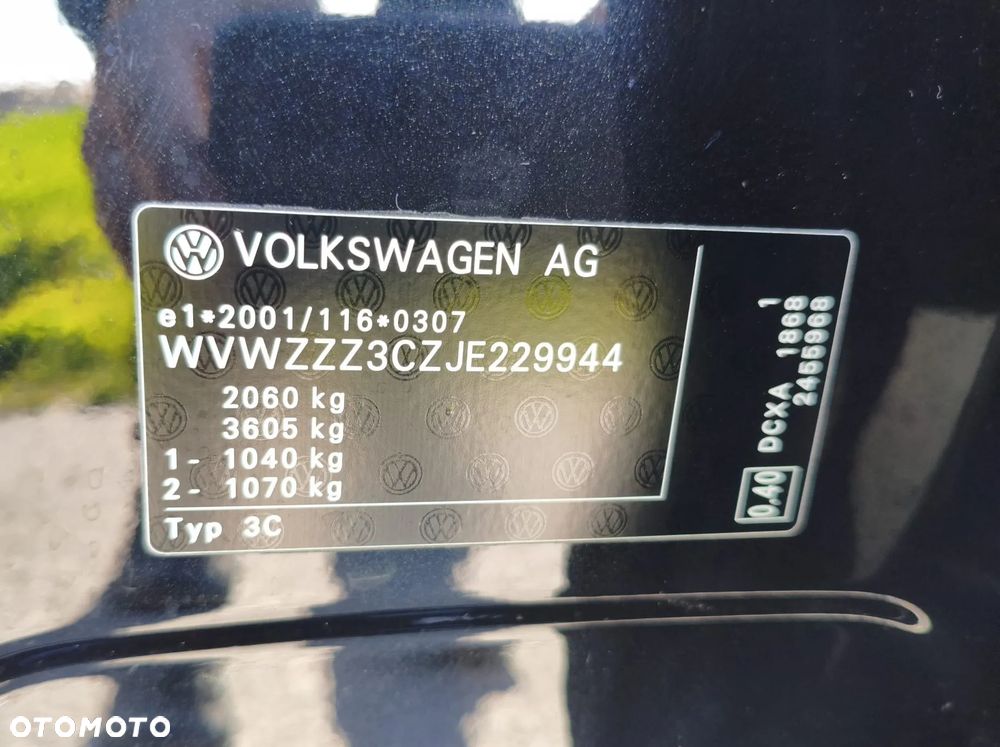 VOLKSWAGEN AG
e1*2001/116*0307
WVWZZZ3CZJE229944
2060 kg
3605 kg
1- 1040 kg
2- 1070 kg
Typ 3C
0.40 DCXA 1868 1
2455968
OTOMOTO